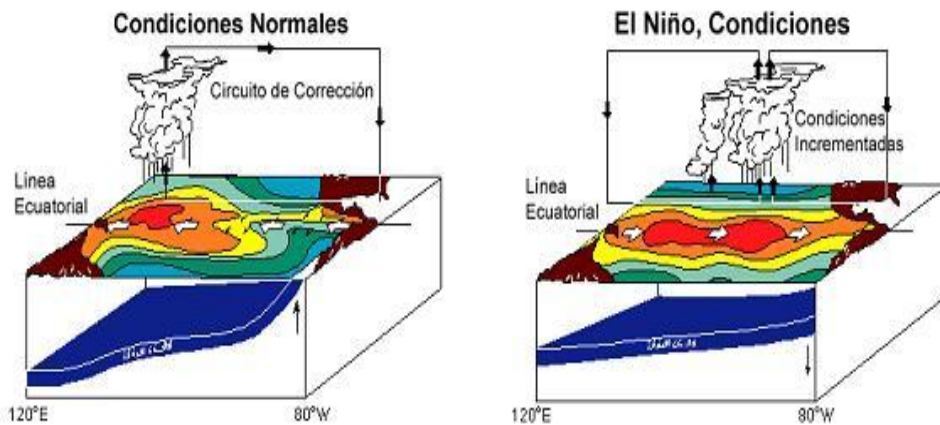 Condiciones Normales
Circuito de Corrección
Línea
Ecuatorial
120°E
80°W
El Niño, Condiciones
Condiciones
Incrementadas
Línea
Ecuatorial
120°E
80°W